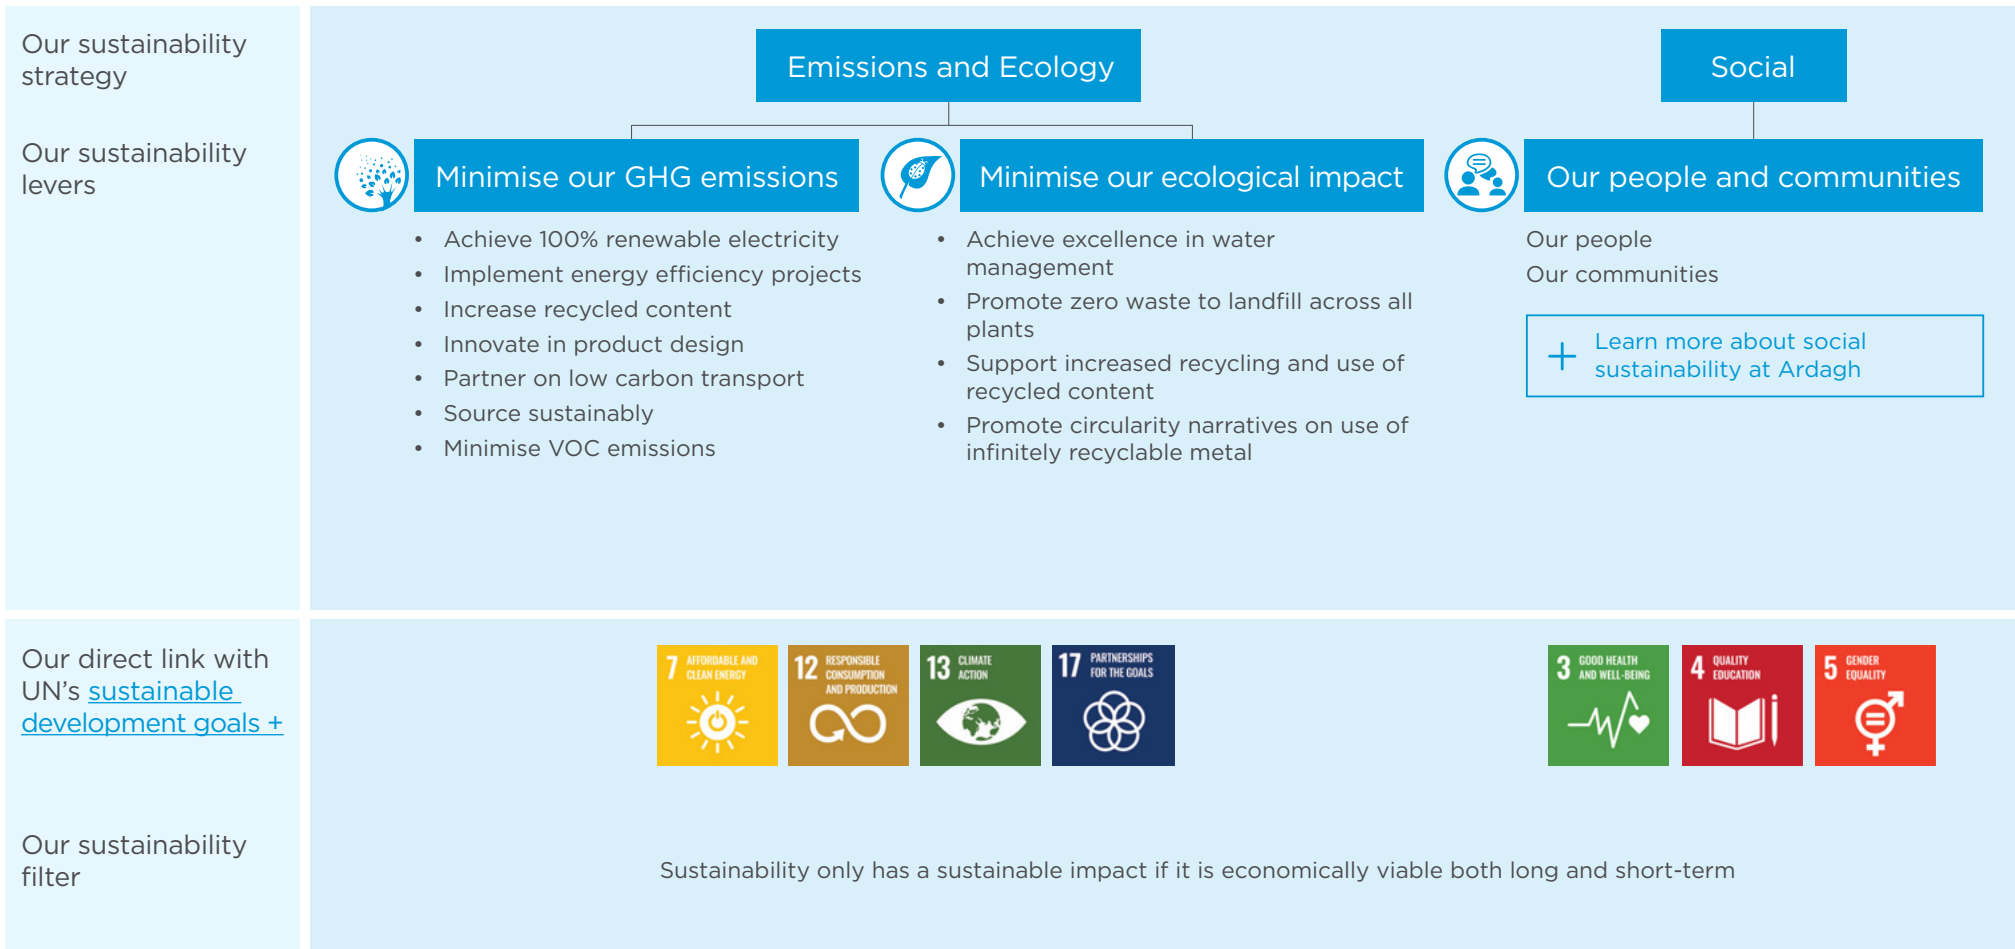 Our sustainability
strategy
Emissions and Ecology
Social
Our sustainability
levers
Minimise our GHG emissions
• Achieve 100% renewable electricity
• Implement energy efficiency projects
• Increase recycled content
• Innovate in product design
• Partner on low carbon transport
• Source sustainably
• Minimise VOC emissions
Minimise our ecological impact
• Achieve excellence in water
management
• Promote zero waste to landfill across all
plants
• Support increased recycling and use of
recycled content
• Promote circularity narratives on use of
infinitely recyclable metal
Our people and communities
Our people
Our communities
+ Learn more about social
sustainability at Ardagh
Our direct link with
UN's sustainable
development goals +
7 AFFORDABLE AND
CLEAN ENERGY
12 RESPONSIBLE
CONSUMPTION
AND PRODUCTION
13 CLIMATE
ACTION
17 PARTNERSHIPS
FOR THE GOALS
3 GOOD HEALTH
AND WELL-BEING
4 QUALITY
EDUCATION
5 GENDER
EQUALITY
Our sustainability
filter
Sustainability only has a sustainable impact if it is economically viable both long and short-term